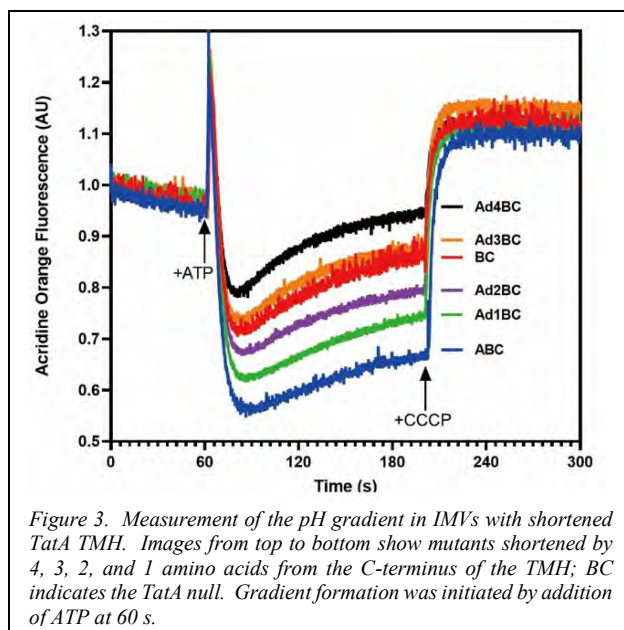 1.3
1.2
1.1
1.0
0.9
0.8
0.7
0.6
0.5
Acridine Orange Fluorescence (AU)
+ATP
+CCCP
Ad4BC
Ad3BC
BC
Ad2BC
Ad1BC
ABC
0 60 120 180 240 300
Time (s)
Figure 3. Measurement of the pH gradient in IMVs with shortened
TatA TMH. Images from top to bottom show mutants shortened by
4, 3, 2, and 1 amino acids from the C-terminus of the TMH; BC
indicates the TatA null. Gradient formation was initiated by addition
of ATP at 60 s.